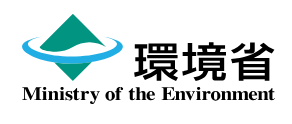 環境省
Ministry of the Environment